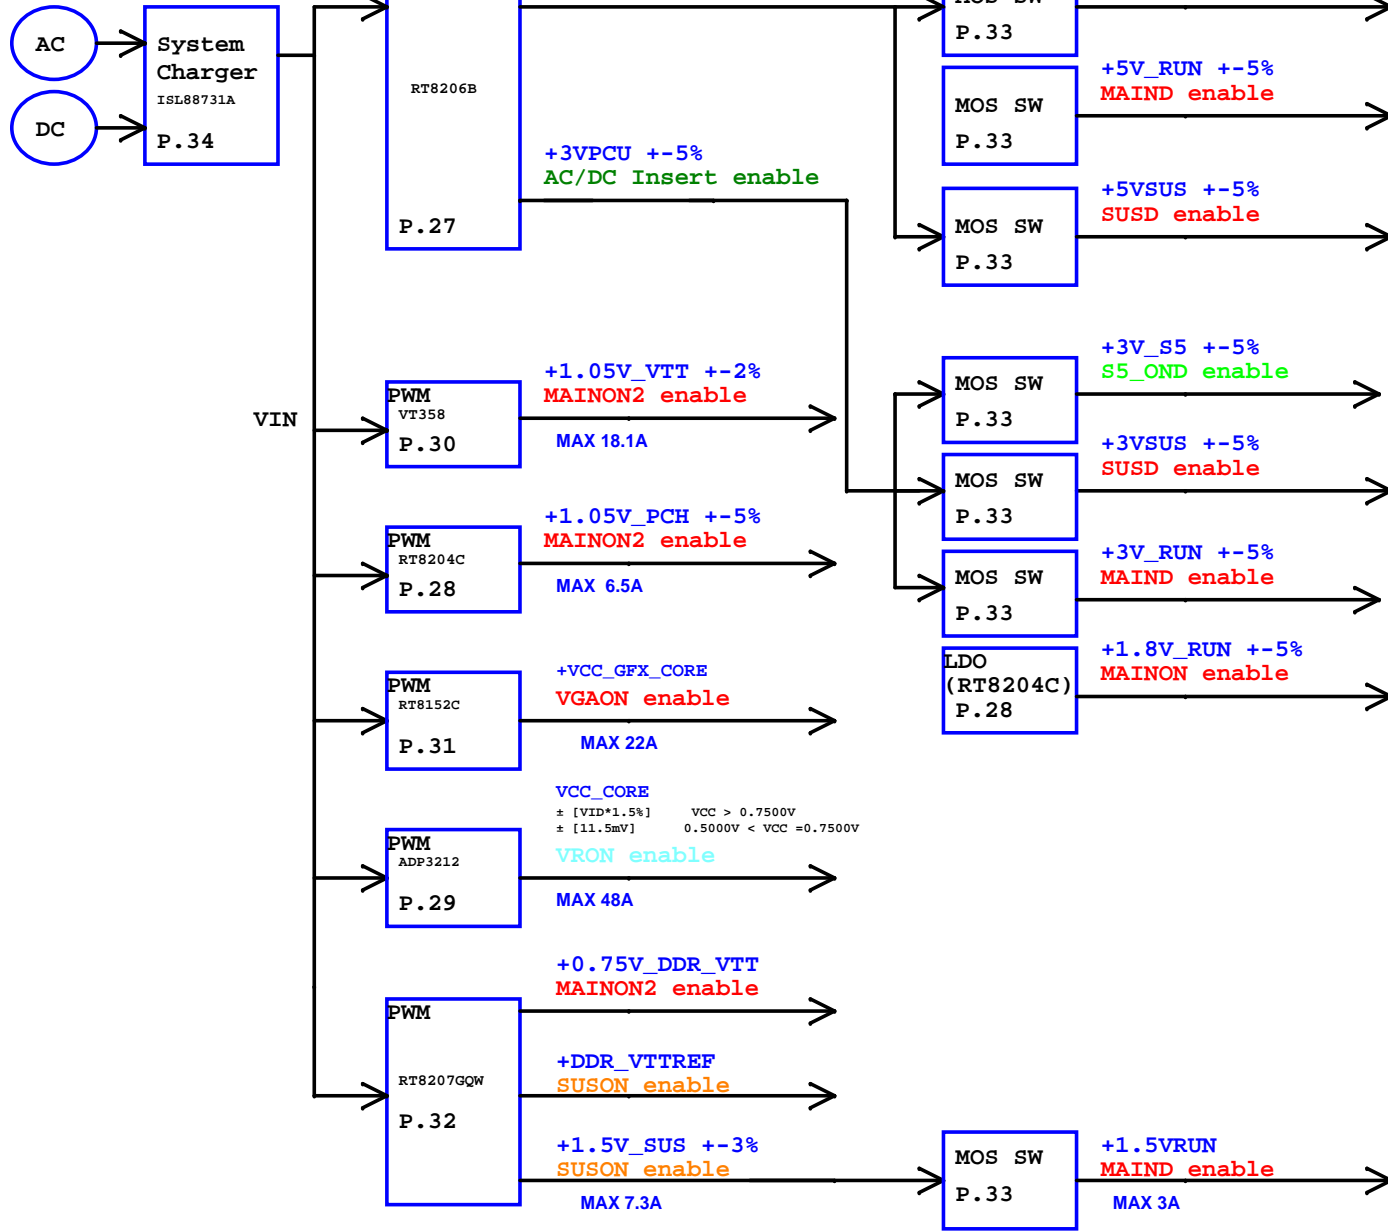 AC
DC
System
Charger
ISL88731A
P.34
VIN
RT8206B
P.27
+3VPCU +-5%
AC/DC Insert enable
MOS SW
P.33
+5V_RUN +-5%
MAIND enable
MOS SW
P.33
+5VSUS +-5%
SUSD enable
MOS SW
P.33
PWM
VT358
P.30
+1.05V_VTT +-2%
MAINON2 enable
MAX 18.1A
+3V_S5 +-5%
S5_OND enable
MOS SW
P.33
+3VSUS +-5%
SUSD enable
MOS SW
P.33
PWM
RT8204C
P.28
+1.05V_PCH +-5%
MAINON2 enable
MAX 6.5A
+3V_RUN +-5%
MAIND enable
MOS SW
P.33
LDO
(RT8204C)
P.28
+1.8V_RUN +-5%
MAINON enable
PWM
RT8152C
P.31
+VCC_GFX_CORE
VGAON enable
MAX 22A
PWM
ADP3212
P.29
VCC_CORE
± [VID*1.5%] VCC > 0.7500V
± [11.5mV] 0.5000V < VCC =0.7500V
VRON enable
MAX 48A
PWM
RT8207GQW
P.32
+0.75V_DDR_VTT
MAINON2 enable
+DDR_VTTREF
SUSON enable
+1.5V_SUS +-3%
SUSON enable
MAX 7.3A
MOS SW
P.33
+1.5VRUN
MAIND enable
MAX 3A